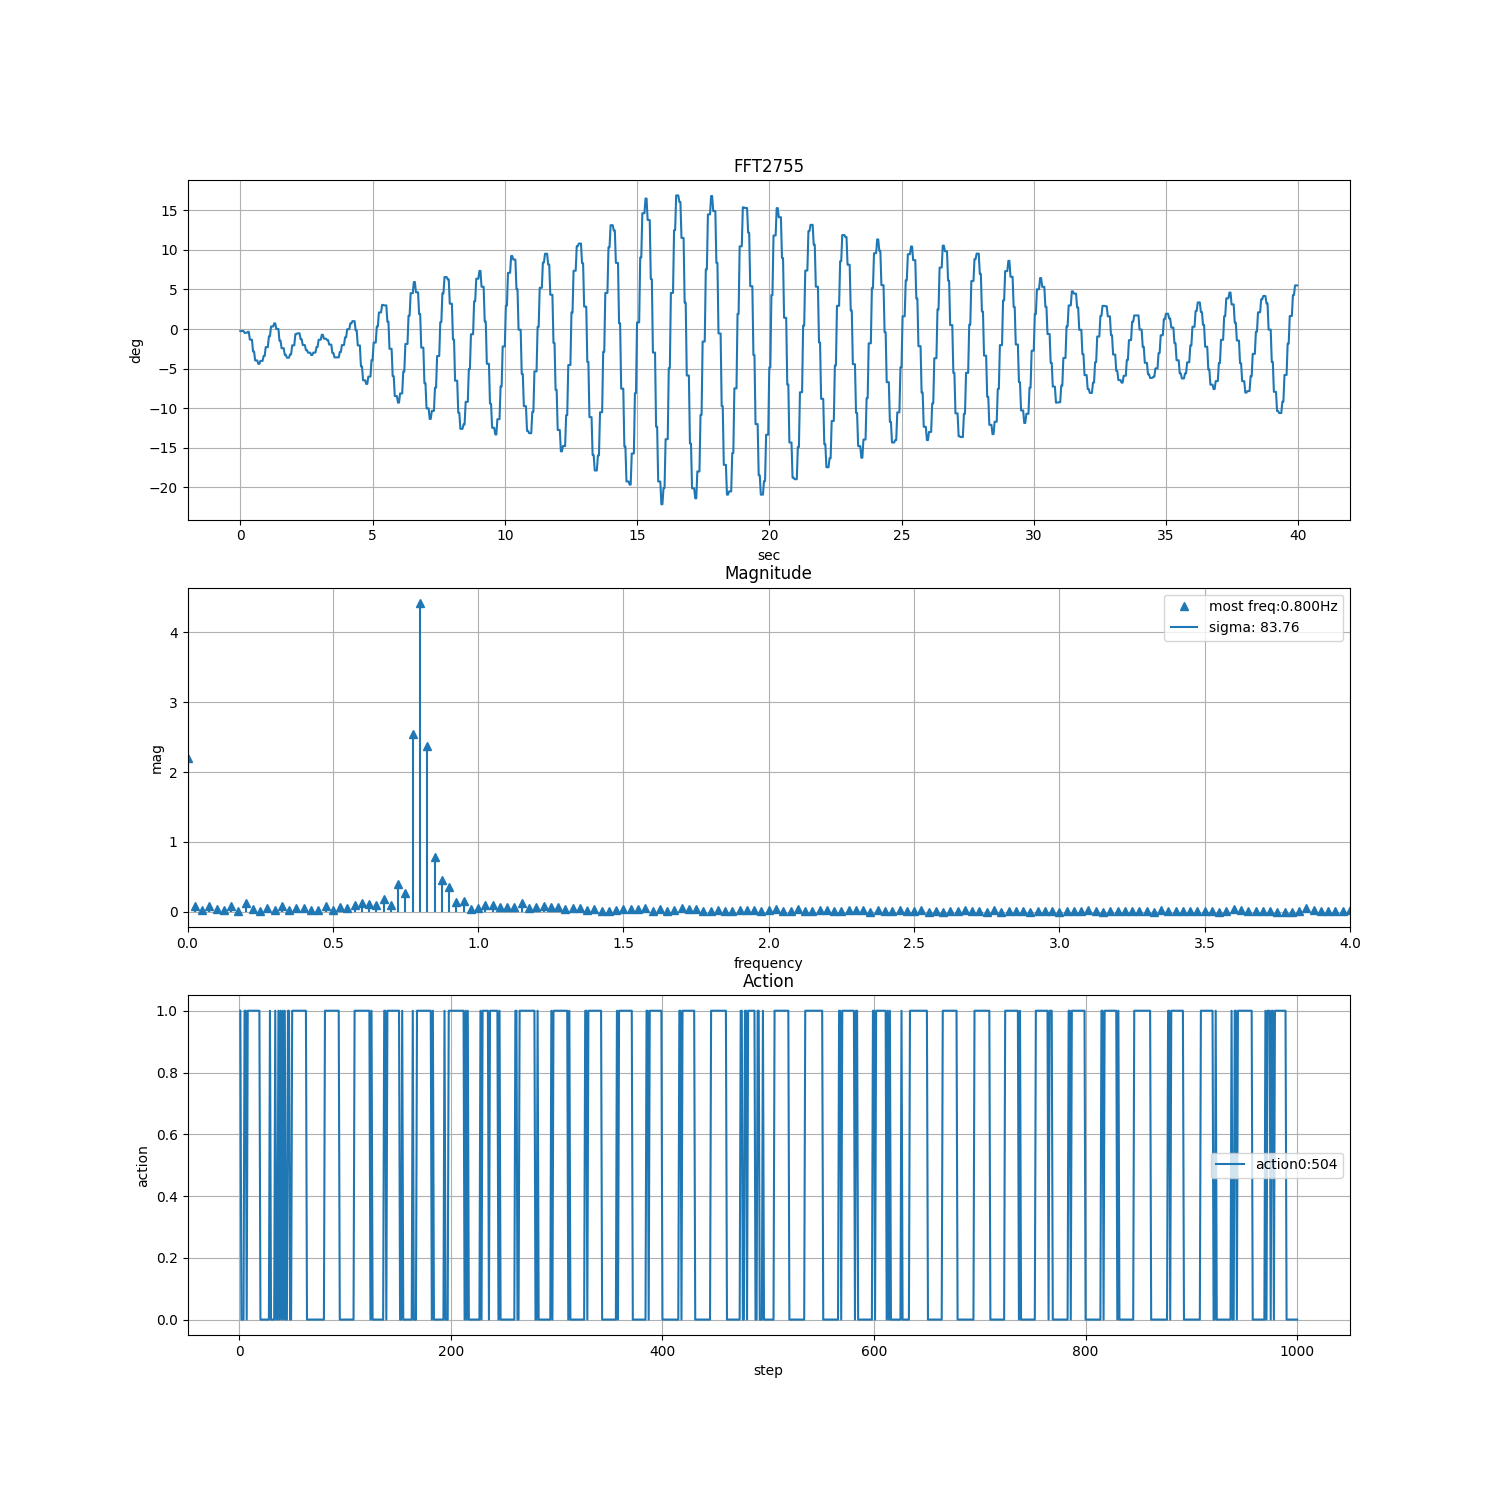 FFT2755
15
10
5
0
−5
−10
−15
−20
deg
0 5 10 15 20 25 30 35 40
sec
Magnitude
most freq:0.800Hz
sigma: 83.76
4
3
2
1
0
mag
0.0 0.5 1.0 1.5 2.0 2.5 3.0 3.5 4.0
frequency
Action
1.0
0.8
0.6
0.4
0.2
0.0
action
action0:504
0 200 400 600 800 1000
step